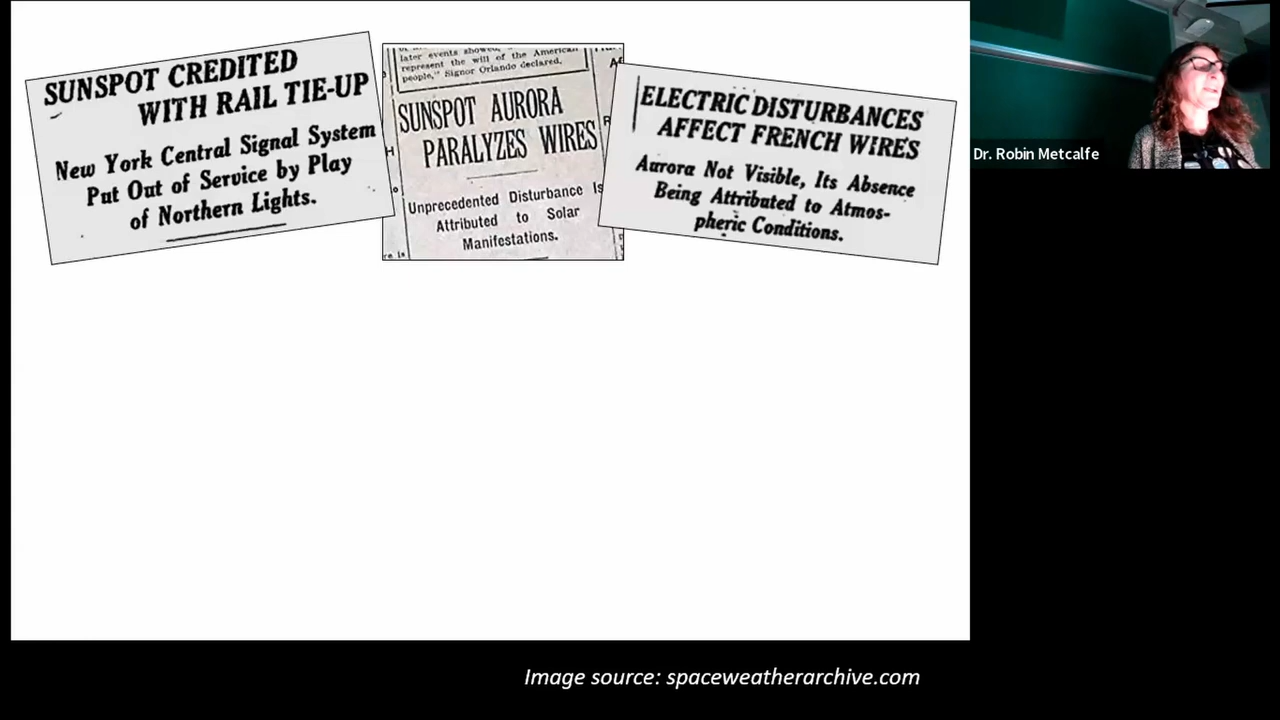 SUNSPOT CREDITED
WITH RAIL TIE-UP
New York Central Signal System
Put Out of Service by Play
of Northern Lights.
later events showed, the American
represent the will of the American
people," Signor Orlando declared.
SUNSPOT AURORA
PARALYZES WIRES
Unprecedented Disturbance Is
Attributed to Solar
Manifestations.
ELECTRIC DISTURBANCES
AFFECT FRENCH WIRES
Aurora Not Visible, Its Absence
Being Attributed to Atmos-
pheric Conditions.
Dr. Robin Metcalfe
Image source: spaceweatherarchive.com